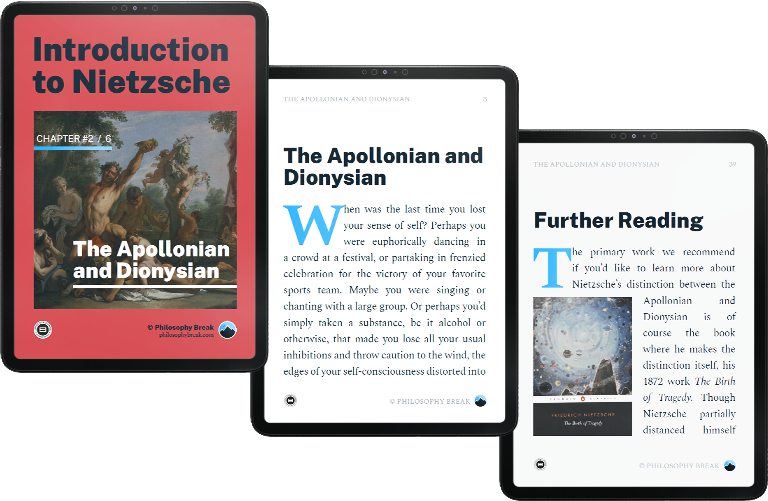 Introduction
to Nietzsche
CHAPTER #2 / 6
The Apollonian
and Dionysian
© Philosophy Break
philosophybreak.com
THE APOLLONIAN AND DIONYSIAN
5
The Apollonian and
Dionysian
When was the last time you lost
your sense of self? Perhaps you
were euphorically dancing in
a crowd at a festival, or partaking in frenzied
celebration for the victory of your favorite
sports team. Maybe you were singing or
chanting with a large group. Or perhaps you'd
simply taken a substance, be it alcohol or
otherwise, that made you lose all your usual
inhibitions and throw caution to the wind, the
edges of your self-consciousness distorted into
© PHILOSOPHY BREAK
THE APOLLONIAN AND DIONYSIAN
39
Further Reading
The primary work we recommend
if you'd like to learn more about
Nietzsche's distinction between the
Apollonian and
Dionysian is of
course the book
where he makes the
distinction itself, his
1872 work The Birth
of Tragedy. Though
Nietzsche partially
distanced himself
FRIEDRICH NIETZSCHE
The Birth of Tragedy
© PHILOSOPHY BREAK